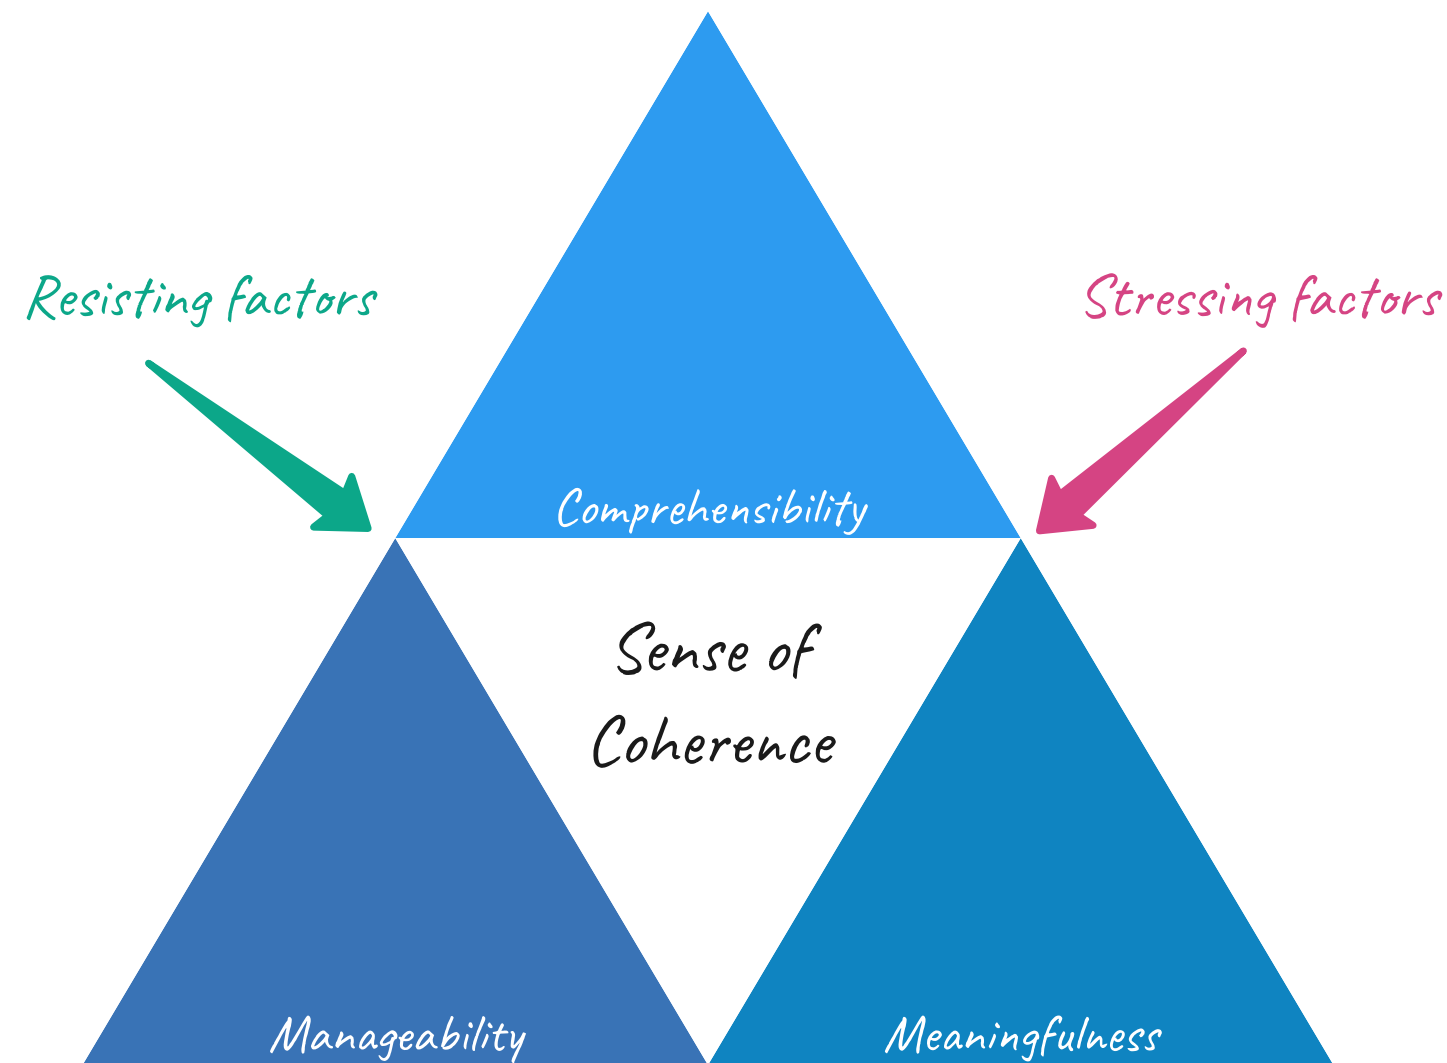 Resisting factors
Stressing factors
Comprehensibility
Sense of
Coherence
Manageability
Meaningfulness